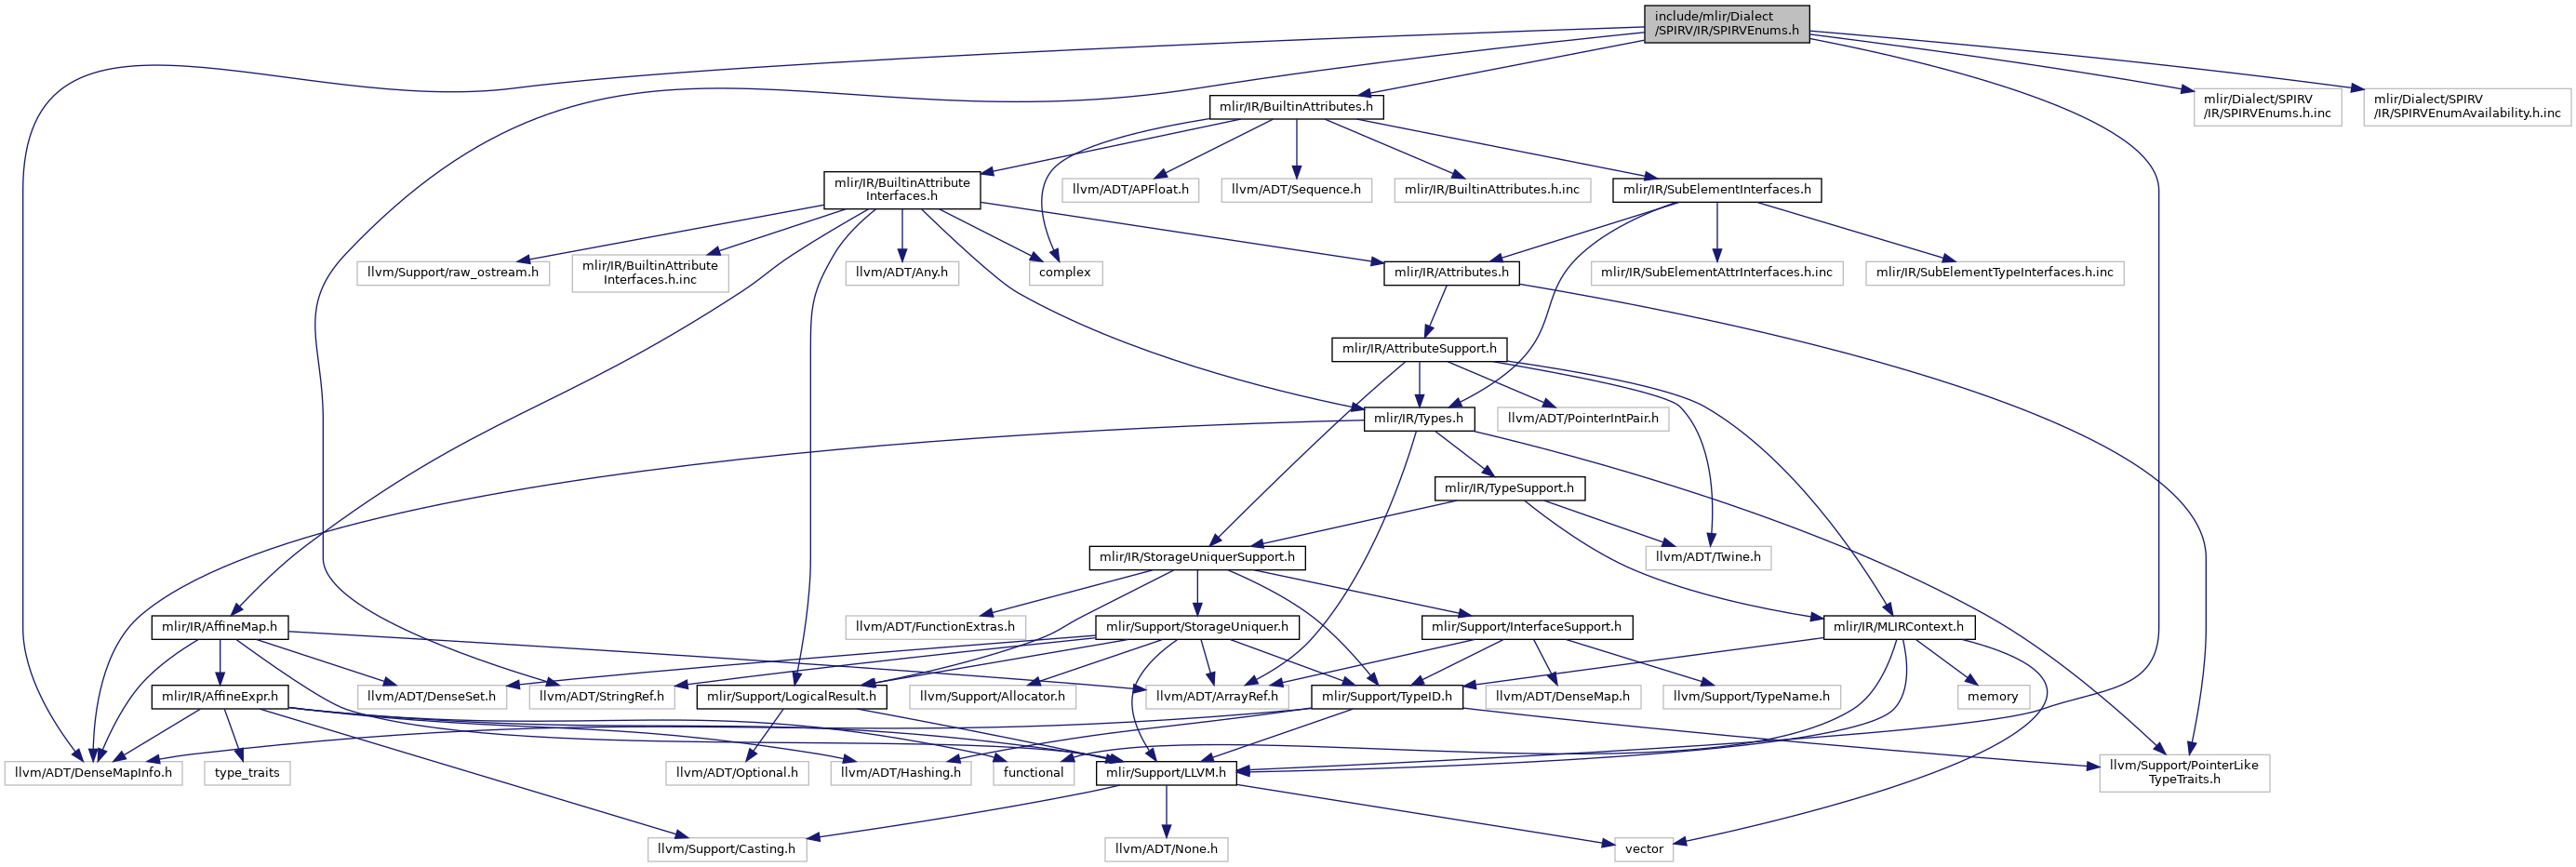 include/mlir/Dialect
/SPIRV/IR/SPIRVEnums.h
mlir/IR/BuiltinAttributes.h
mlir/Dialect/SPIRV
/IR/SPIRVEnums.h.inc
mlir/Dialect/SPIRV
/IR/SPIRVEnumAvailability.h.inc
mlir/IR/BuiltinAttribute
Interfaces.h
llvm/ADT/APFloat.h
llvm/ADT/Sequence.h
mlir/IR/BuiltinAttributes.h.inc
mlir/IR/SubElementInterfaces.h
llvm/Support/raw_ostream.h
mlir/IR/BuiltinAttribute
Interfaces.h.inc
llvm/ADT/Any.h
complex
mlir/IR/Attributes.h
mlir/IR/SubElementAttrInterfaces.h.inc
mlir/IR/SubElementTypeInterfaces.h.inc
mlir/IR/AttributeSupport.h
mlir/IR/Types.h
llvm/ADT/PointerIntPair.h
mlir/IR/TypeSupport.h
mlir/IR/StorageUniquerSupport.h
llvm/ADT/Twine.h
mlir/IR/AffineMap.h
llvm/ADT/FunctionExtras.h
mlir/Support/StorageUniquer.h
mlir/Support/InterfaceSupport.h
mlir/IR/MLIRContext.h
mlir/IR/AffineExpr.h
llvm/ADT/DenseSet.h
llvm/ADT/StringRef.h
mlir/Support/LogicalResult.h
llvm/Support/Allocator.h
llvm/ADT/ArrayRef.h
mlir/Support/TypeID.h
llvm/ADT/DenseMap.h
llvm/Support/TypeName.h
memory
llvm/ADT/DenseMapInfo.h
type_traits
llvm/ADT/Optional.h
llvm/ADT/Hashing.h
functional
mlir/Support/LLVM.h
llvm/Support/PointerLike
TypeTraits.h
llvm/Support/Casting.h
llvm/ADT/None.h
vector